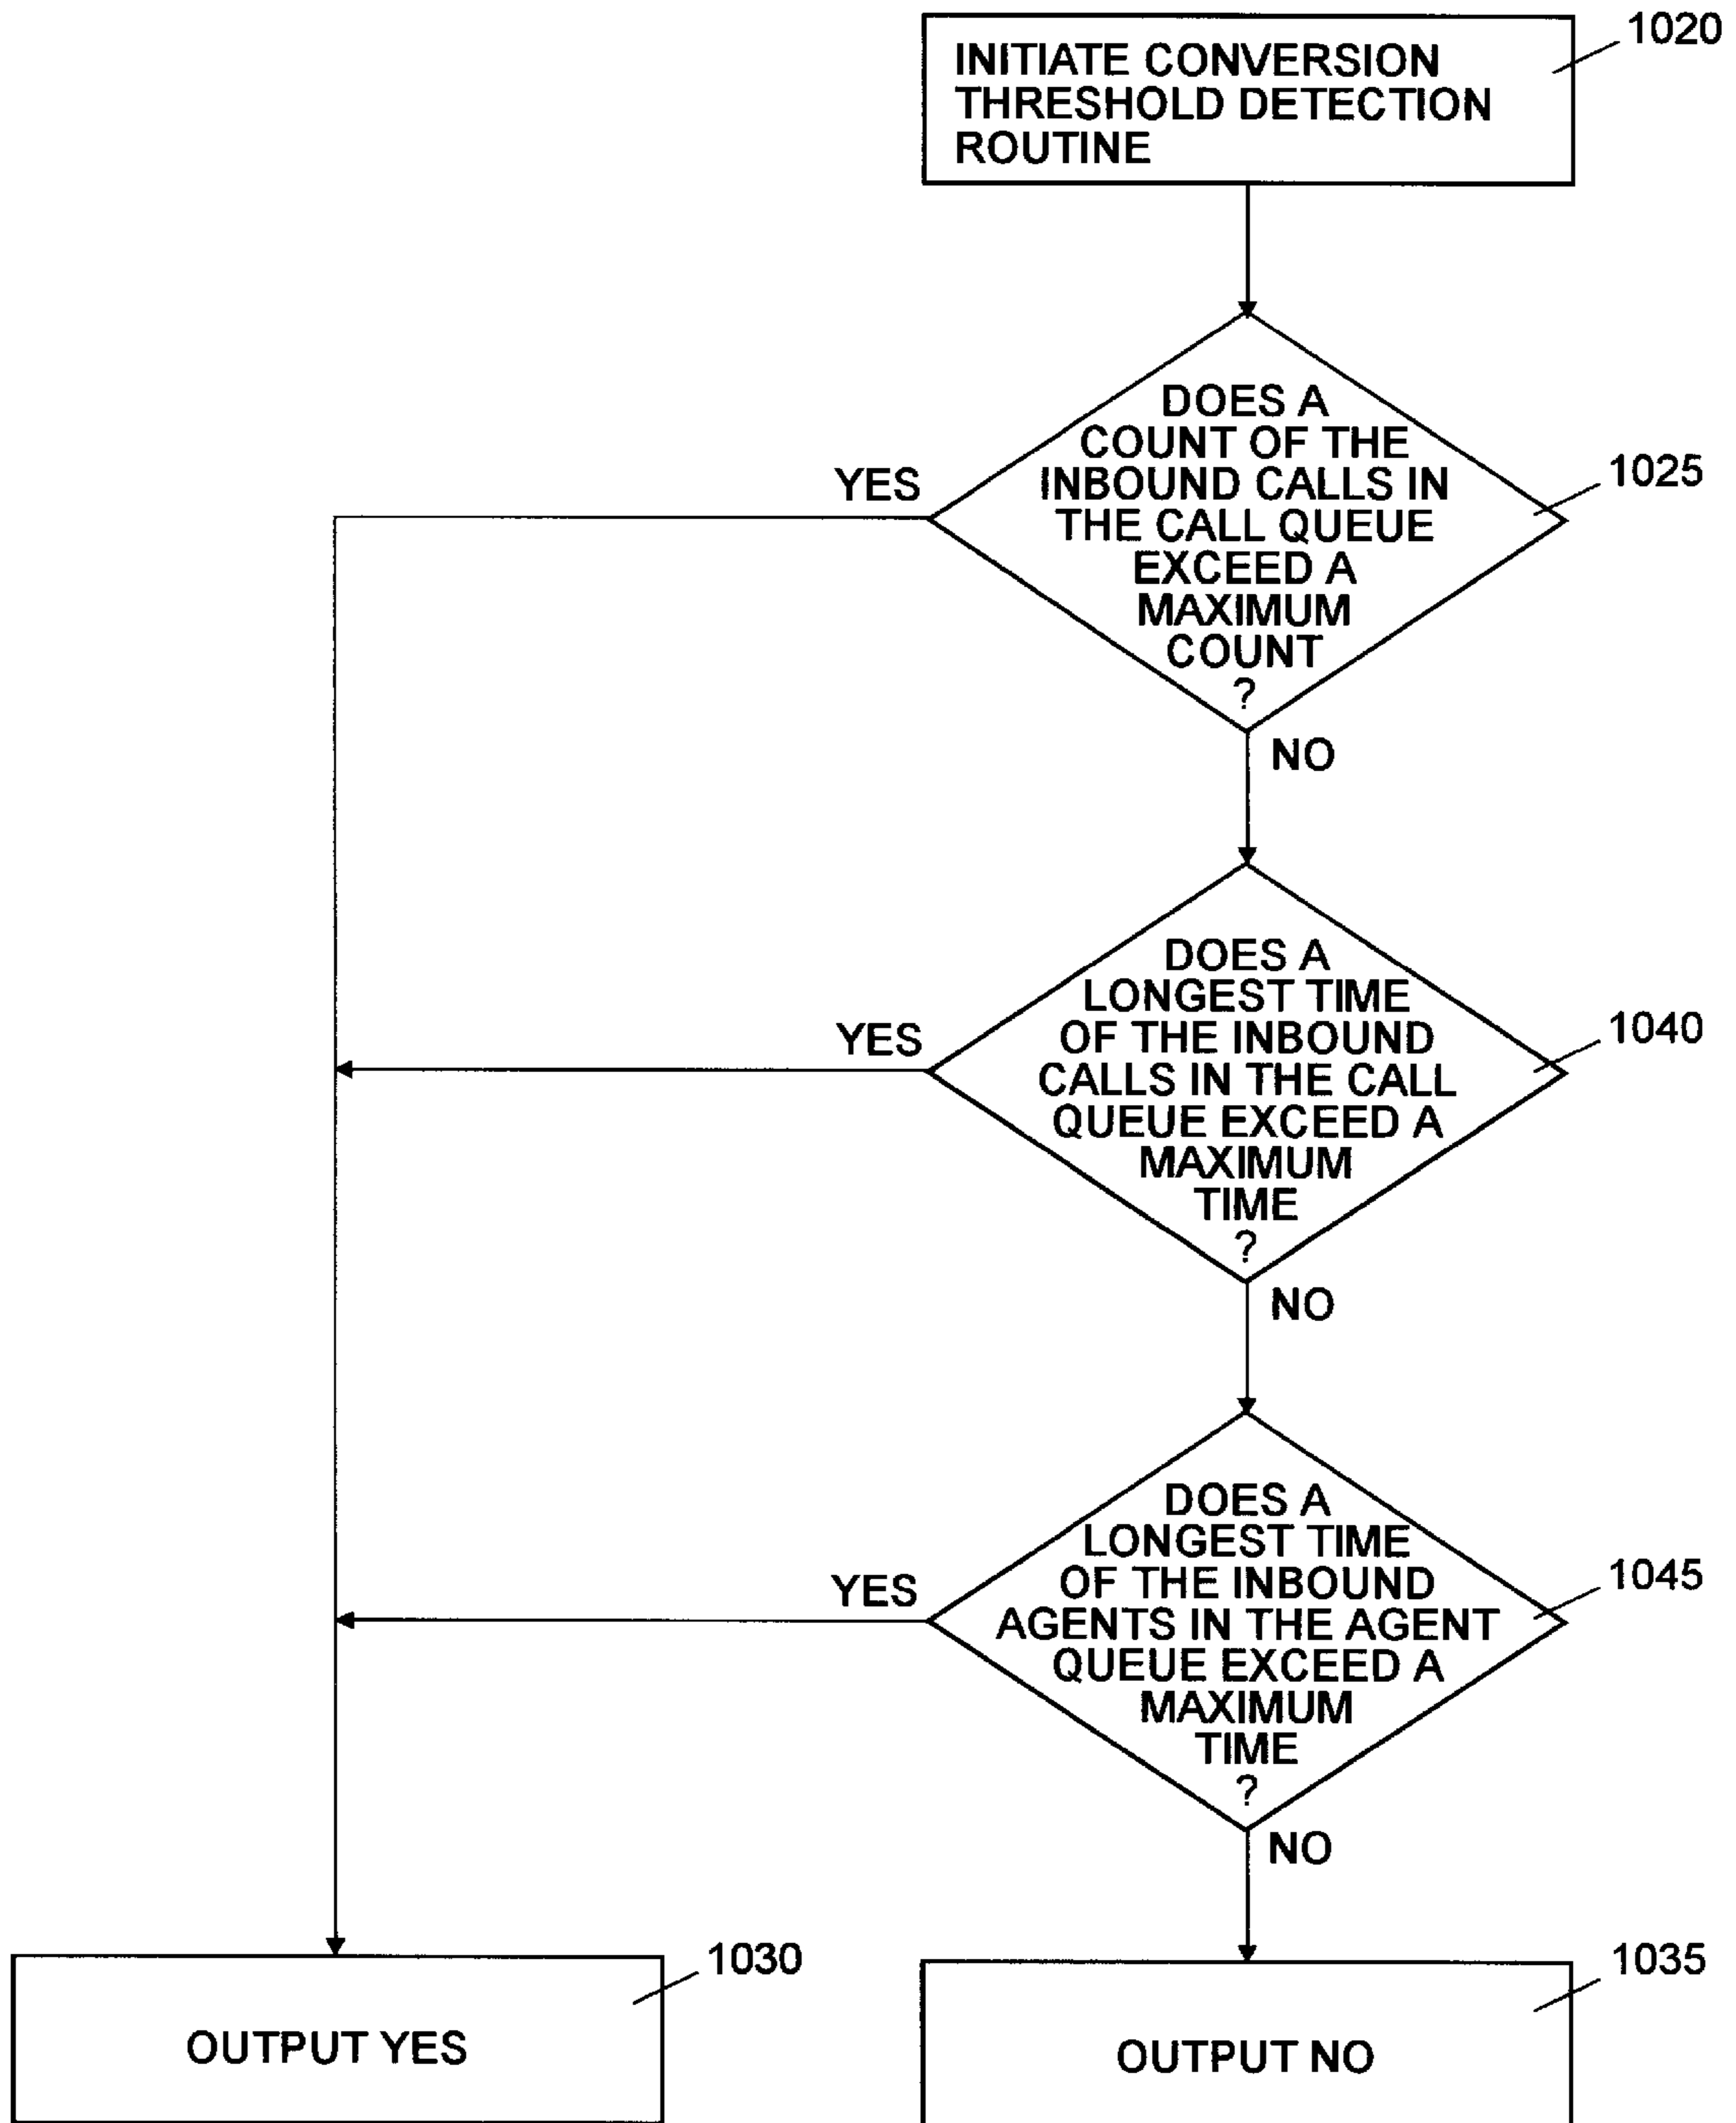 1020
INITIATE CONVERSION
THRESHOLD DETECTION
ROUTINE
DOES A
COUNT OF THE
INBOUND CALLS IN
THE CALL QUEUE
EXCEED A
MAXIMUM
COUNT
?
YES
1025
NO
DOES A
LONGEST TIME
OF THE INBOUND
CALLS IN THE CALL
QUEUE EXCEED A
MAXIMUM
TIME
?
YES
1040
NO
DOES A
LONGEST TIME
OF THE INBOUND
AGENTS IN THE AGENT
QUEUE EXCEED A
MAXIMUM
TIME
?
YES
1045
NO
1030
OUTPUT YES
1035
OUTPUT NO